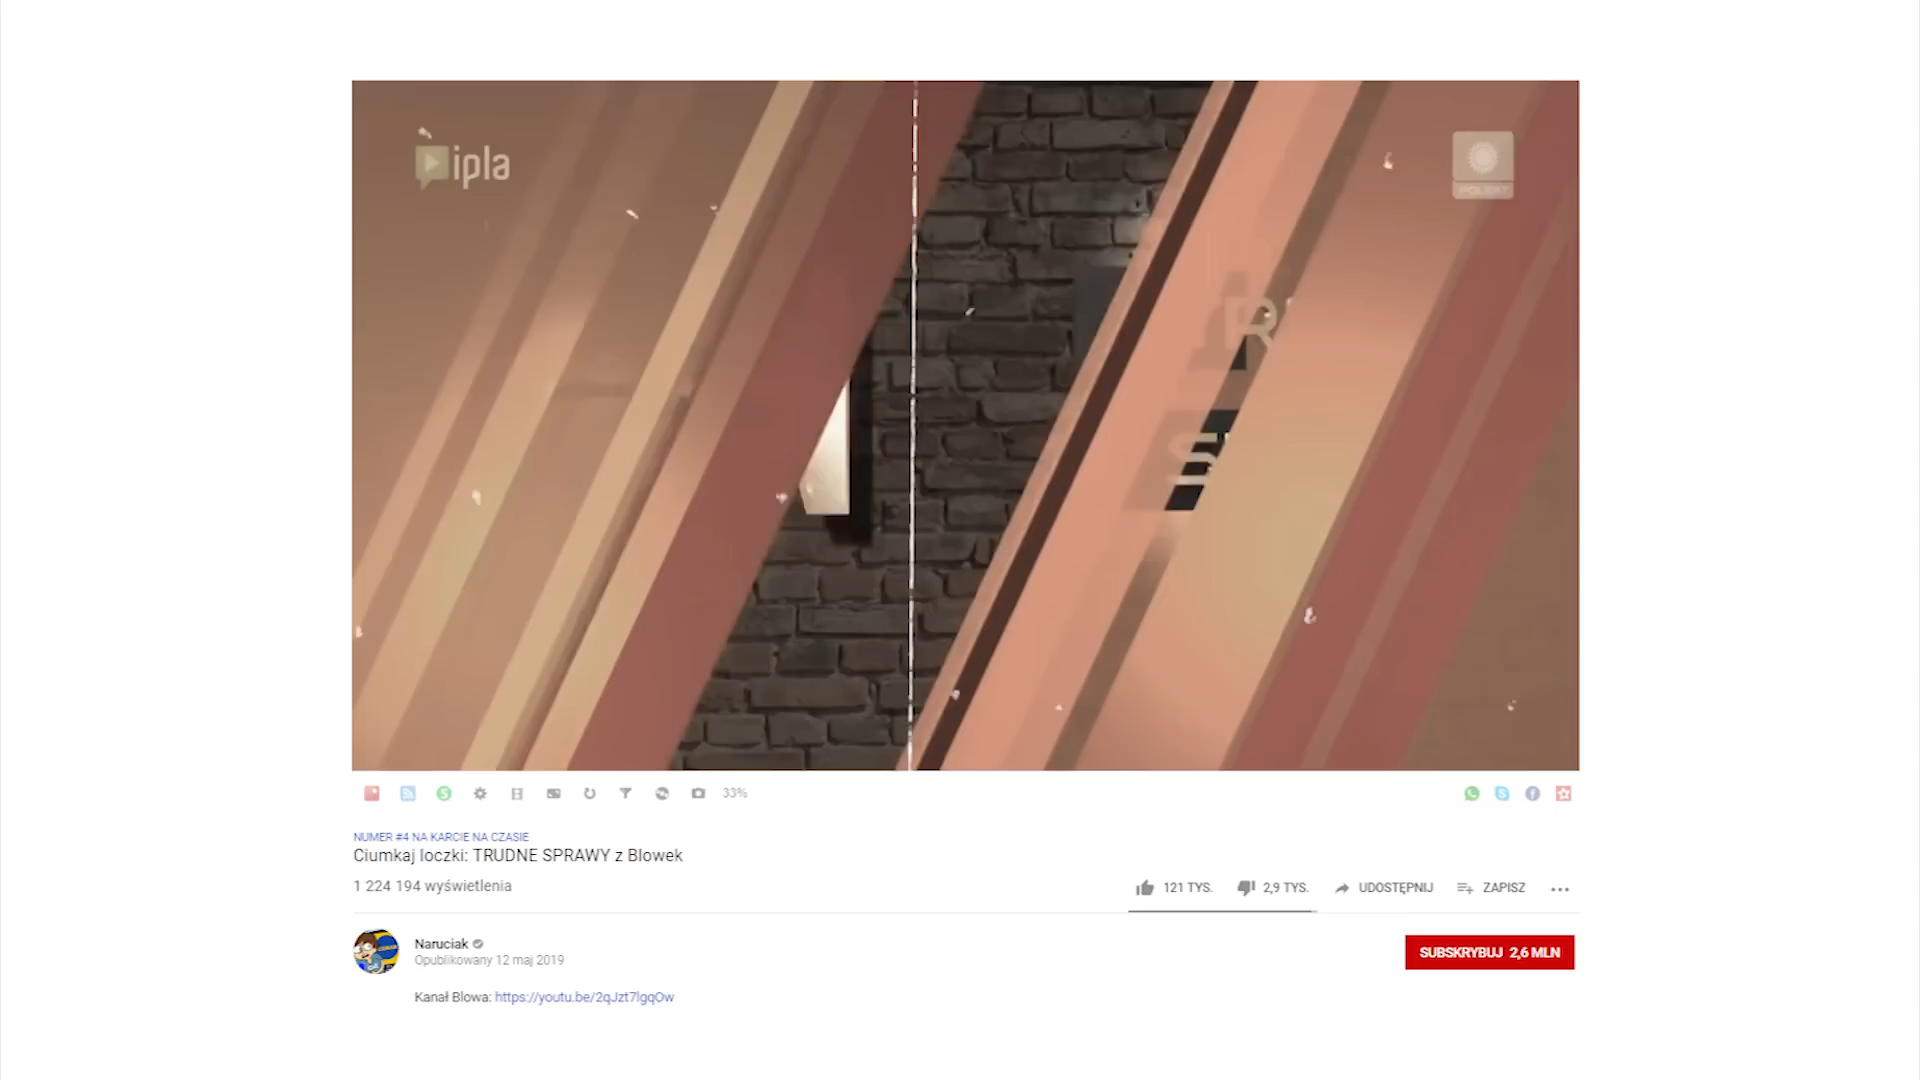 ipla
POLSAT
R
S
33%
NUMER #4 NA KARCIE NA CZASIE
Ciumkaj loczki: TRUDNE SPRAWY z Blowek
1 224 194 wyświetlenia
121 TYS.
2,9 TYS.
UDOSTĘPNIJ
ZAPISZ
Naruciak
Opublikowany 12 maj 2019
SUBSKRYBUJ 2,6 MLN
Kanał Blowa: https://youtu.be/2qJzt7lgqOw